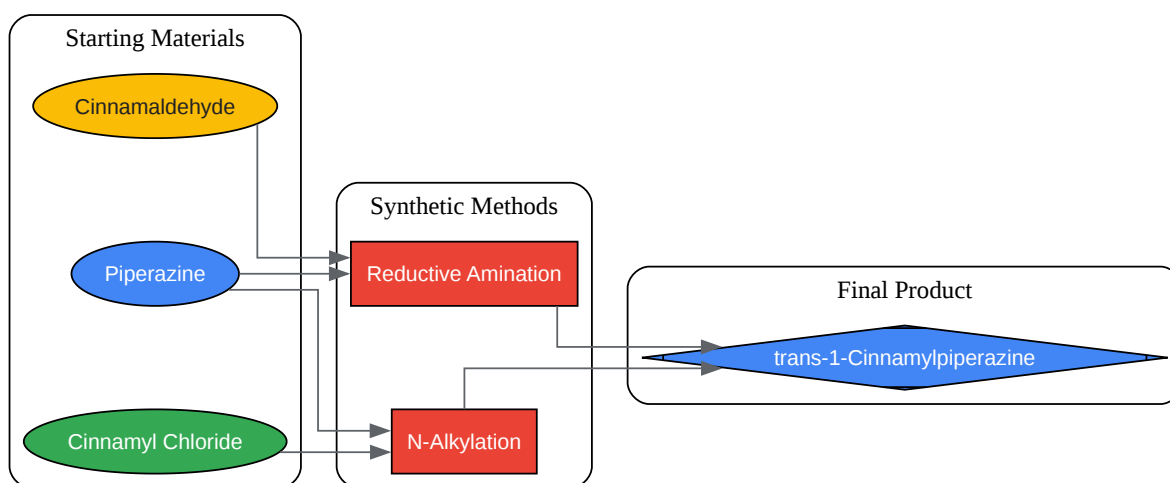 Starting Materials
Cinnamaldehyde
Piperazine
Cinnamyl Chloride
Synthetic Methods
Reductive Amination
N-Alkylation
Final Product
trans-1-Cinnamylpiperazine